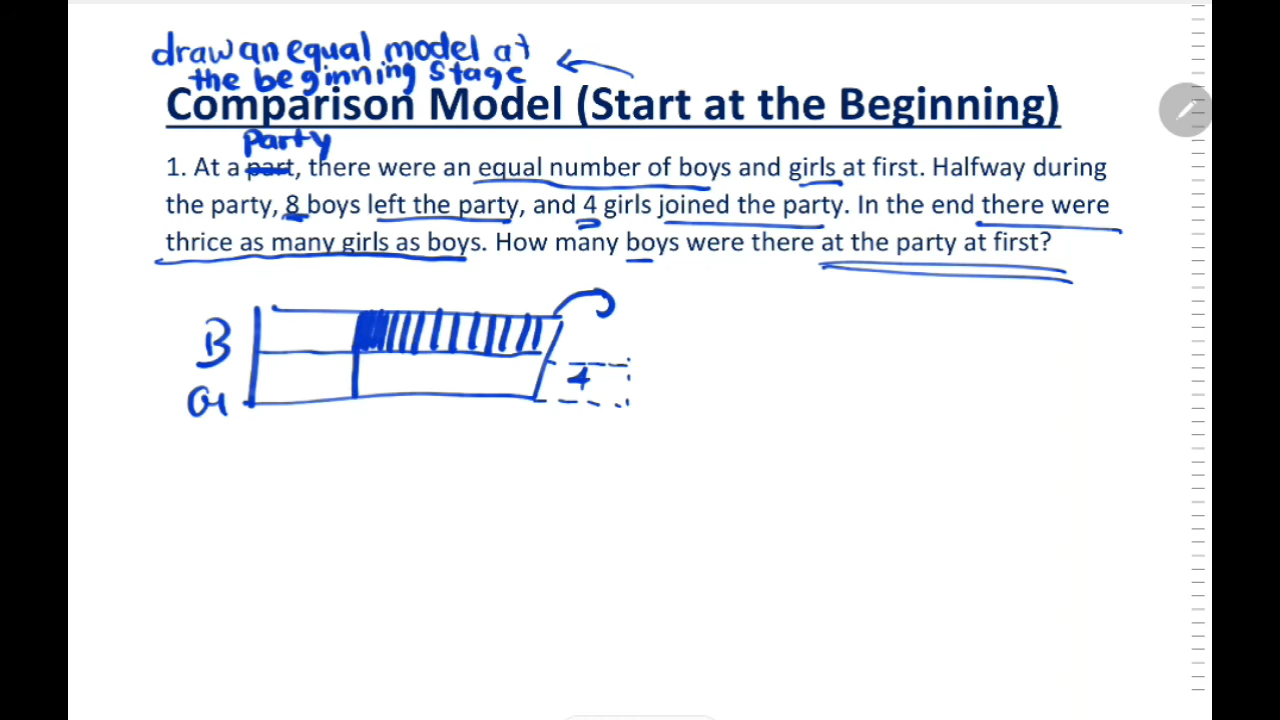 draw an equal model at
the beginning stage
Comparison Model (Start at the Beginning)
party
1. At a part, there were an equal number of boys and girls at first. Halfway during
the party, 8 boys left the party, and 4 girls joined the party. In the end there were
thrice as many girls as boys. How many boys were there at the party at first?
B
G
4